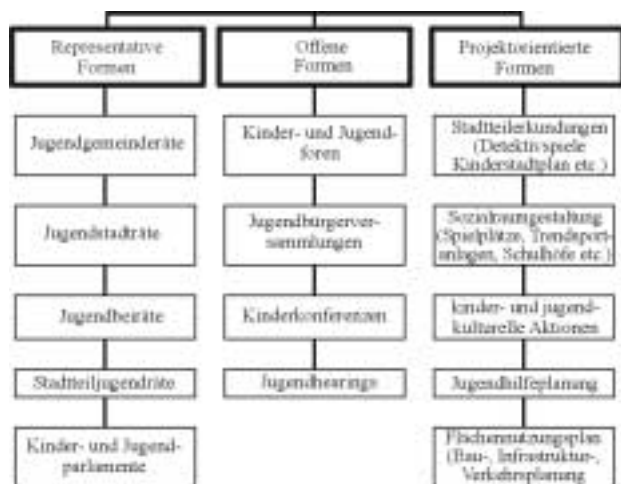 Representative
Formen
Jugendgemeinderäte
Jugendstadträte
Jugendbeiräte
Stadtteiljugendräte
Kinder- und Jugend-
parlamente
Offene
Formen
Kinder- und Jugend-
foren
Jugendbürgerver-
sammlungen
Kinderkonferenzen
Jugendhearings
Projektorientierte
Formen
Stadtteilerkundungen
(Detektivspiele
Kinderstadtplan etc.)
Sozialraumgestaltung
(Spielplätze, Trendsport-
anlagen, Schulhöfe etc.)
kinder- und jugend-
kulturelle Aktionen
Jugendhilfeplanung
Flächennutzungsplan
(Bau-, Infrastruktur-,
Verkehrsplanung